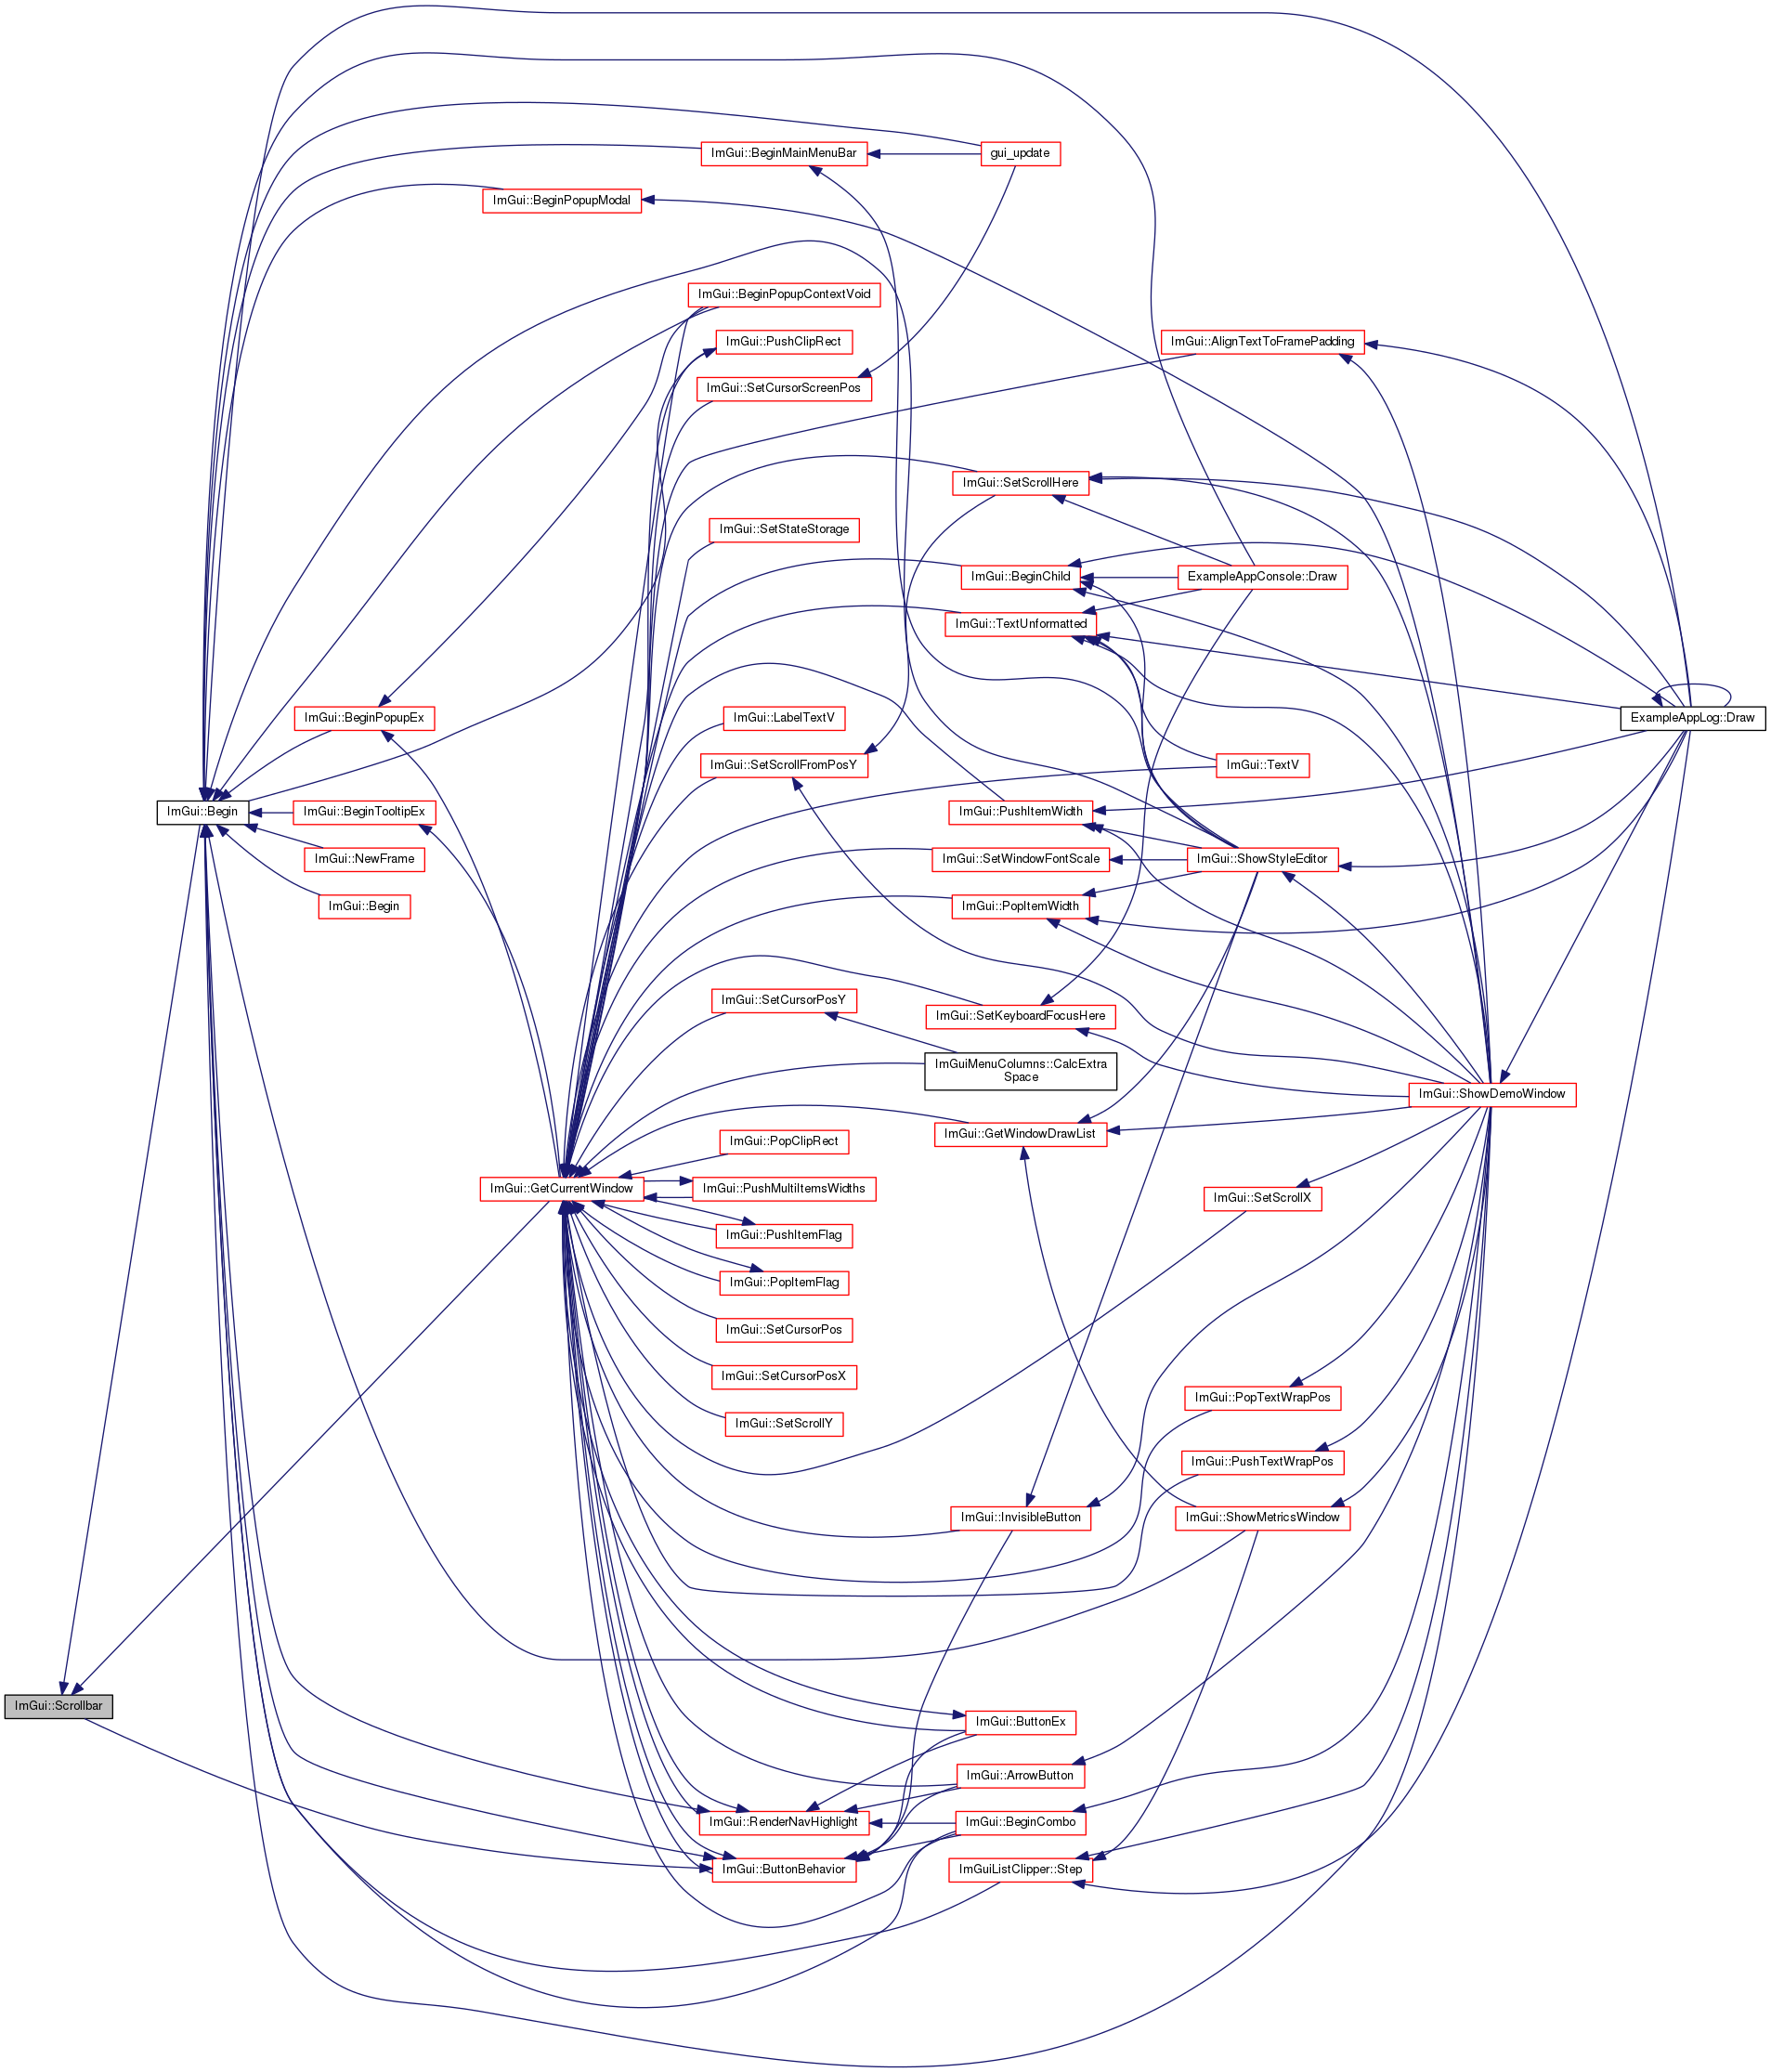 ImGui::BeginMainMenuBar
gui_update
ImGui::BeginPopupModal
ImGui::BeginPopupContextVoid
ImGui::PushClipRect
ImGui::AlignTextToFramePadding
ImGui::SetCursorScreenPos
ImGui::SetScrollHere
ImGui::SetStateStorage
ImGui::BeginChild
ExampleAppConsole::Draw
ImGui::TextUnformatted
ImGui::BeginPopupEx
ImGui::LabelTextV
ExampleAppLog::Draw
ImGui::SetScrollFromPosY
ImGui::TextV
ImGui::Begin
ImGui::BeginTooltipEx
ImGui::PushItemWidth
ImGui::NewFrame
ImGui::SetWindowFontScale
ImGui::ShowStyleEditor
ImGui::Begin
ImGui::PopItemWidth
ImGui::SetCursorPosY
ImGui::SetKeyboardFocusHere
ImGuiMenuColumns::CalcExtra
Space
ImGui::ShowDemoWindow
ImGui::GetWindowDrawList
ImGui::PopClipRect
ImGui::GetCurrentWindow
ImGui::PushMultiItemsWidths
ImGui::SetScrollX
ImGui::PushItemFlag
ImGui::PopItemFlag
ImGui::SetCursorPos
ImGui::SetCursorPosX
ImGui::PopTextWrapPos
ImGui::SetScrollY
ImGui::PushTextWrapPos
ImGui::InvisibleButton
ImGui::ShowMetricsWindow
ImGui::Scrollbar
ImGui::ButtonEx
ImGui::ArrowButton
ImGui::RenderNavHighlight
ImGui::BeginCombo
ImGui::ButtonBehavior
ImGuiListClipper::Step